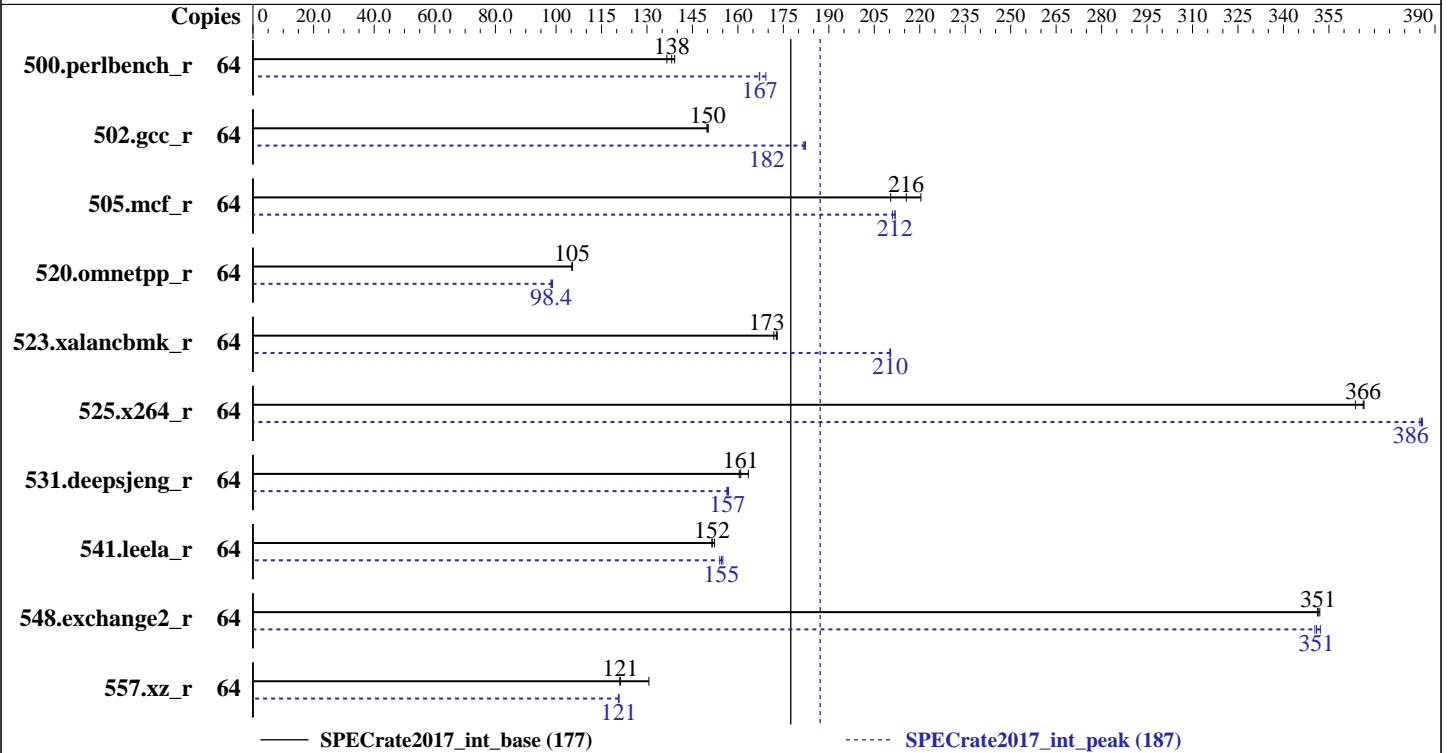 Copies 0 20.0 40.0 60.0 80.0 100 115 130 145 160 175 190 205 220 235 250 265 280 295 310 325 340 355 390
138
500.perlbench_r 64
167
150
502.gcc_r 64
182
216
505.mcf_r 64
212
105
520.omnetpp_r 64
98.4
173
523.xalancbmk_r 64
210
366
525.x264_r 64
386
161
531.deepsjeng_r 64
157
152
541.leela_r 64
155
351
548.exchange2_r 64
351
121
557.xz_r 64
121
SPECrate2017_int_base (177) SPECrate2017_int_peak (187)